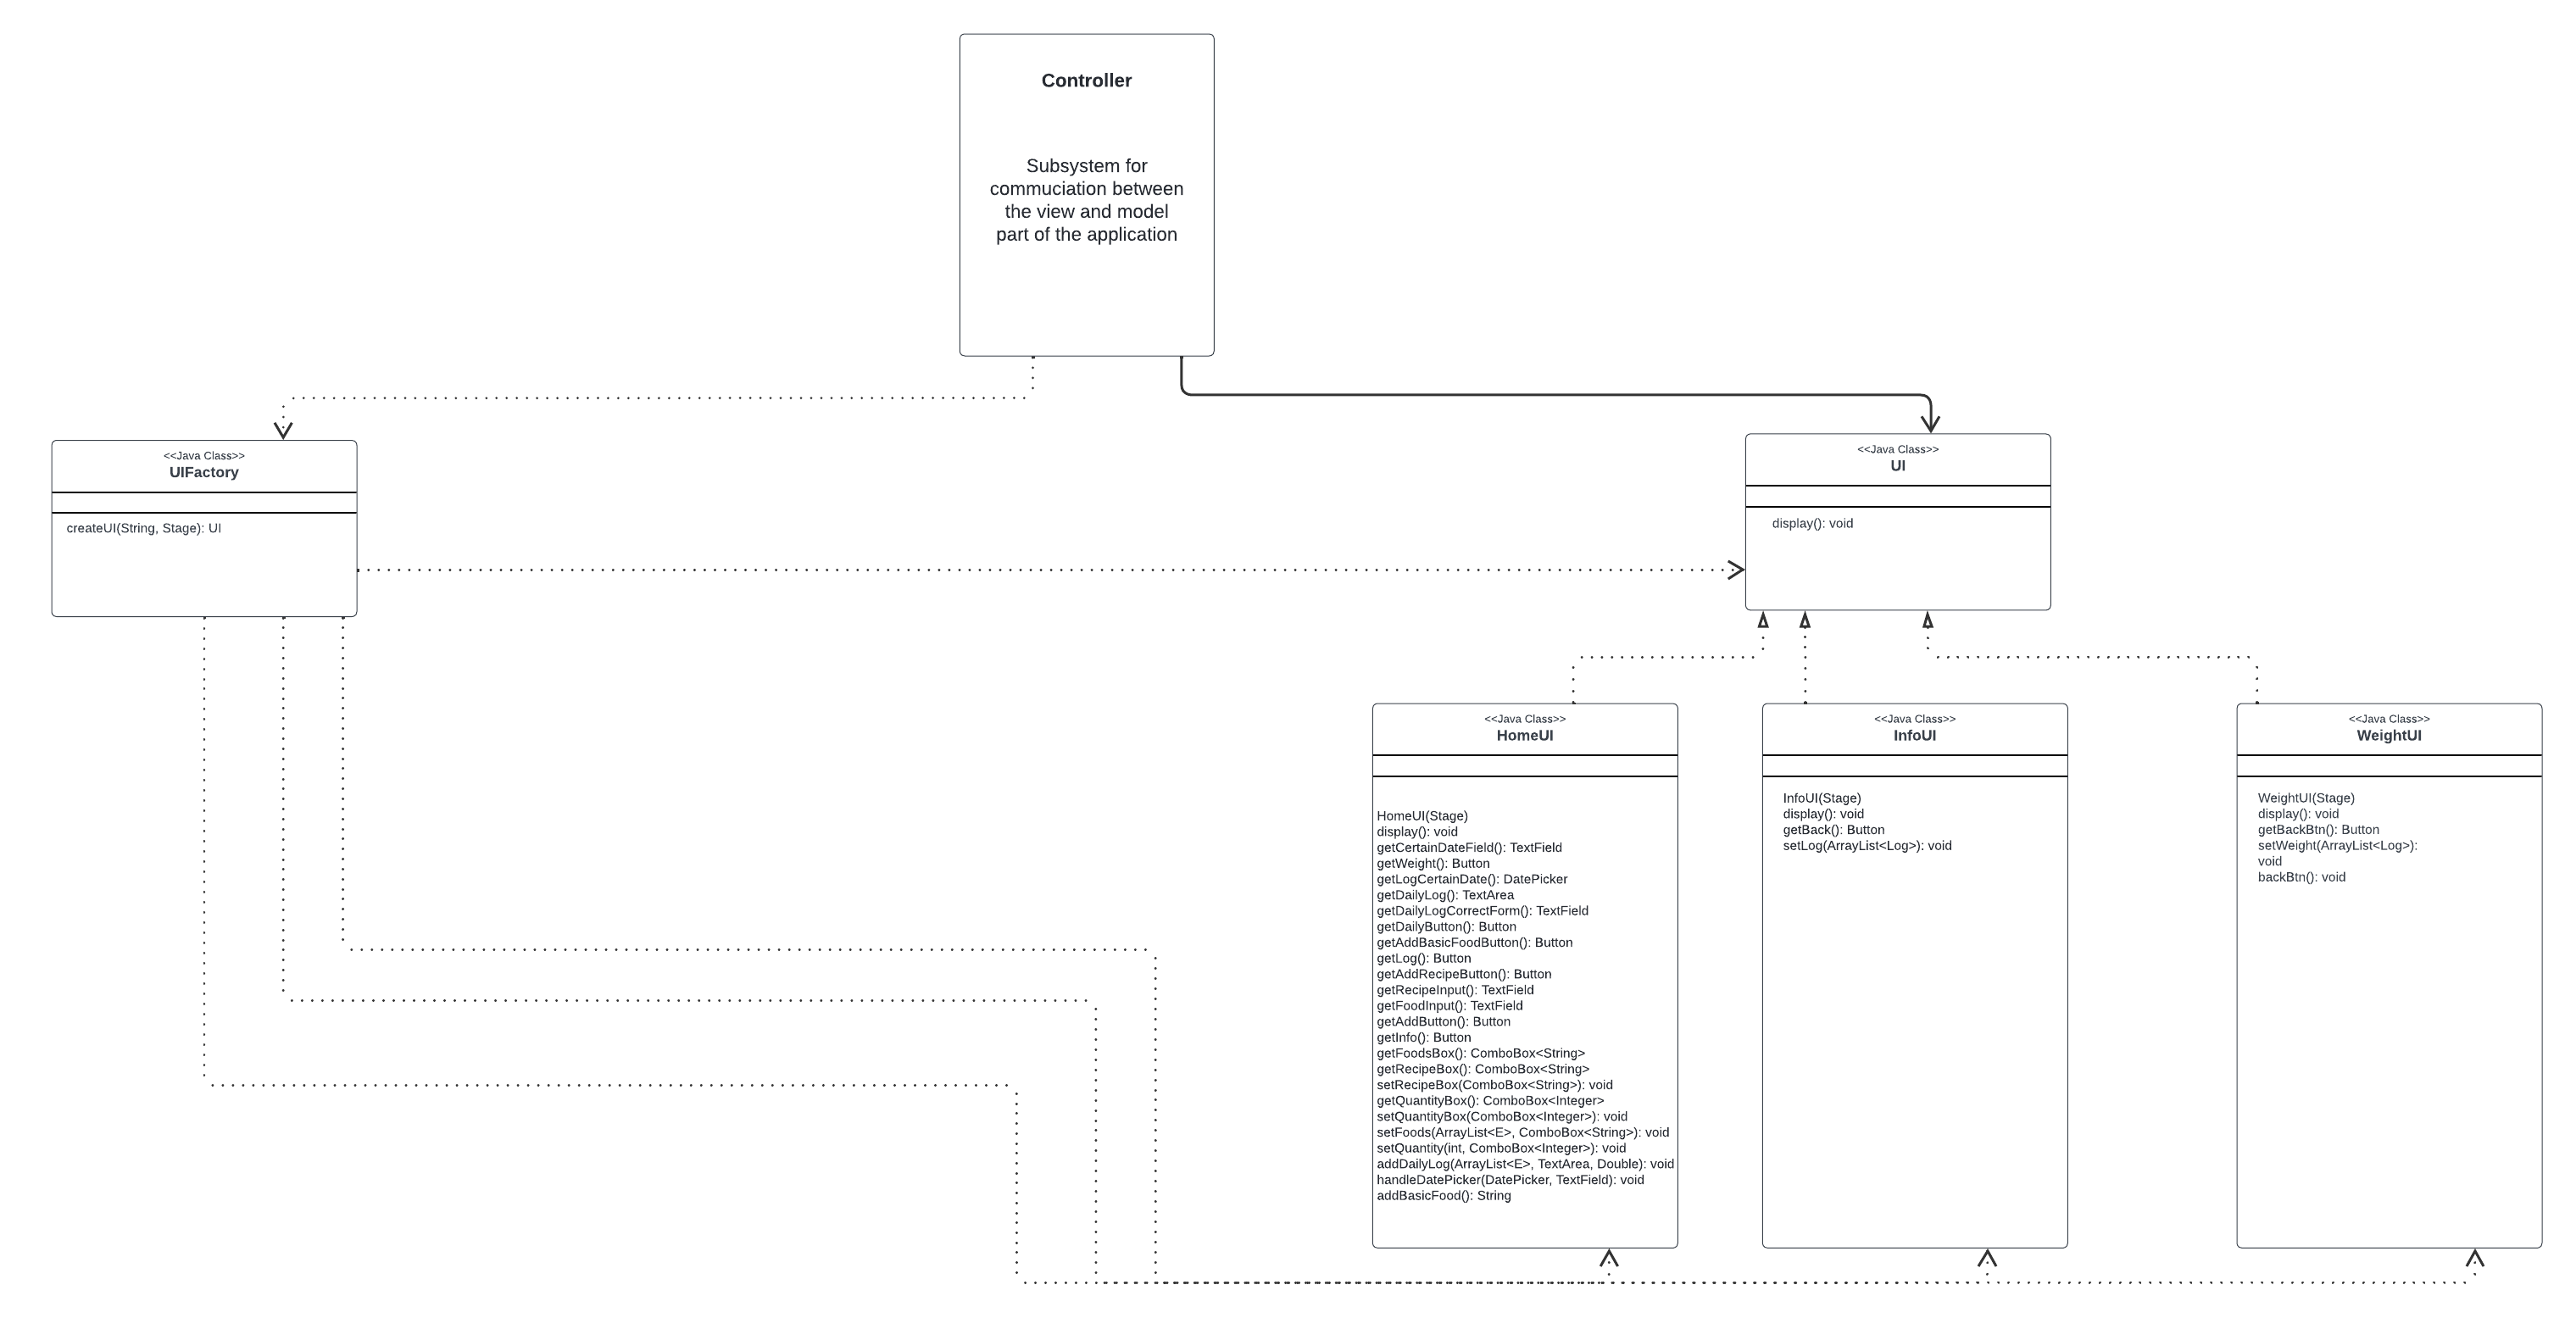 Controller
Subsystem for
commuciation between
the view and model
part of the application
<<Java Class>>
UIFactory
createUI(String, Stage): UI
<<Java Class>>
UI
display(): void
<<Java Class>>
HomeUI
HomeUI(Stage)
display(): void
getCertainDateField(): TextField
getWeight(): Button
getLogCertainDate(): DatePicker
getDailyLog(): TextArea
getDailyLogCorrectForm(): TextField
getDailyButton(): Button
getAddBasicFoodButton(): Button
getLog(): Button
getAddRecipeButton(): Button
getRecipeInput(): TextField
getFoodInput(): TextField
getAddButton(): Button
getInfo(): Button
getFoodsBox(): ComboBox<String>
getRecipeBox(): ComboBox<String>
setRecipeBox(ComboBox<String>): void
getQuantityBox(): ComboBox<Integer>
setQuantityBox(ComboBox<Integer>): void
setFoods(ArrayList<E>, ComboBox<String>): void
setQuantity(int, ComboBox<Integer>): void
addDailyLog(ArrayList<E>, TextArea, Double): void
handleDatePicker(DatePicker, TextField): void
addBasicFood(): String
<<Java Class>>
InfoUI
InfoUI(Stage)
display(): void
getBack(): Button
setLog(ArrayList<Log>): void
<<Java Class>>
WeightUI
WeightUI(Stage)
display(): void
getBackBtn(): Button
setWeight(ArrayList<Log>):
void
backBtn(): void